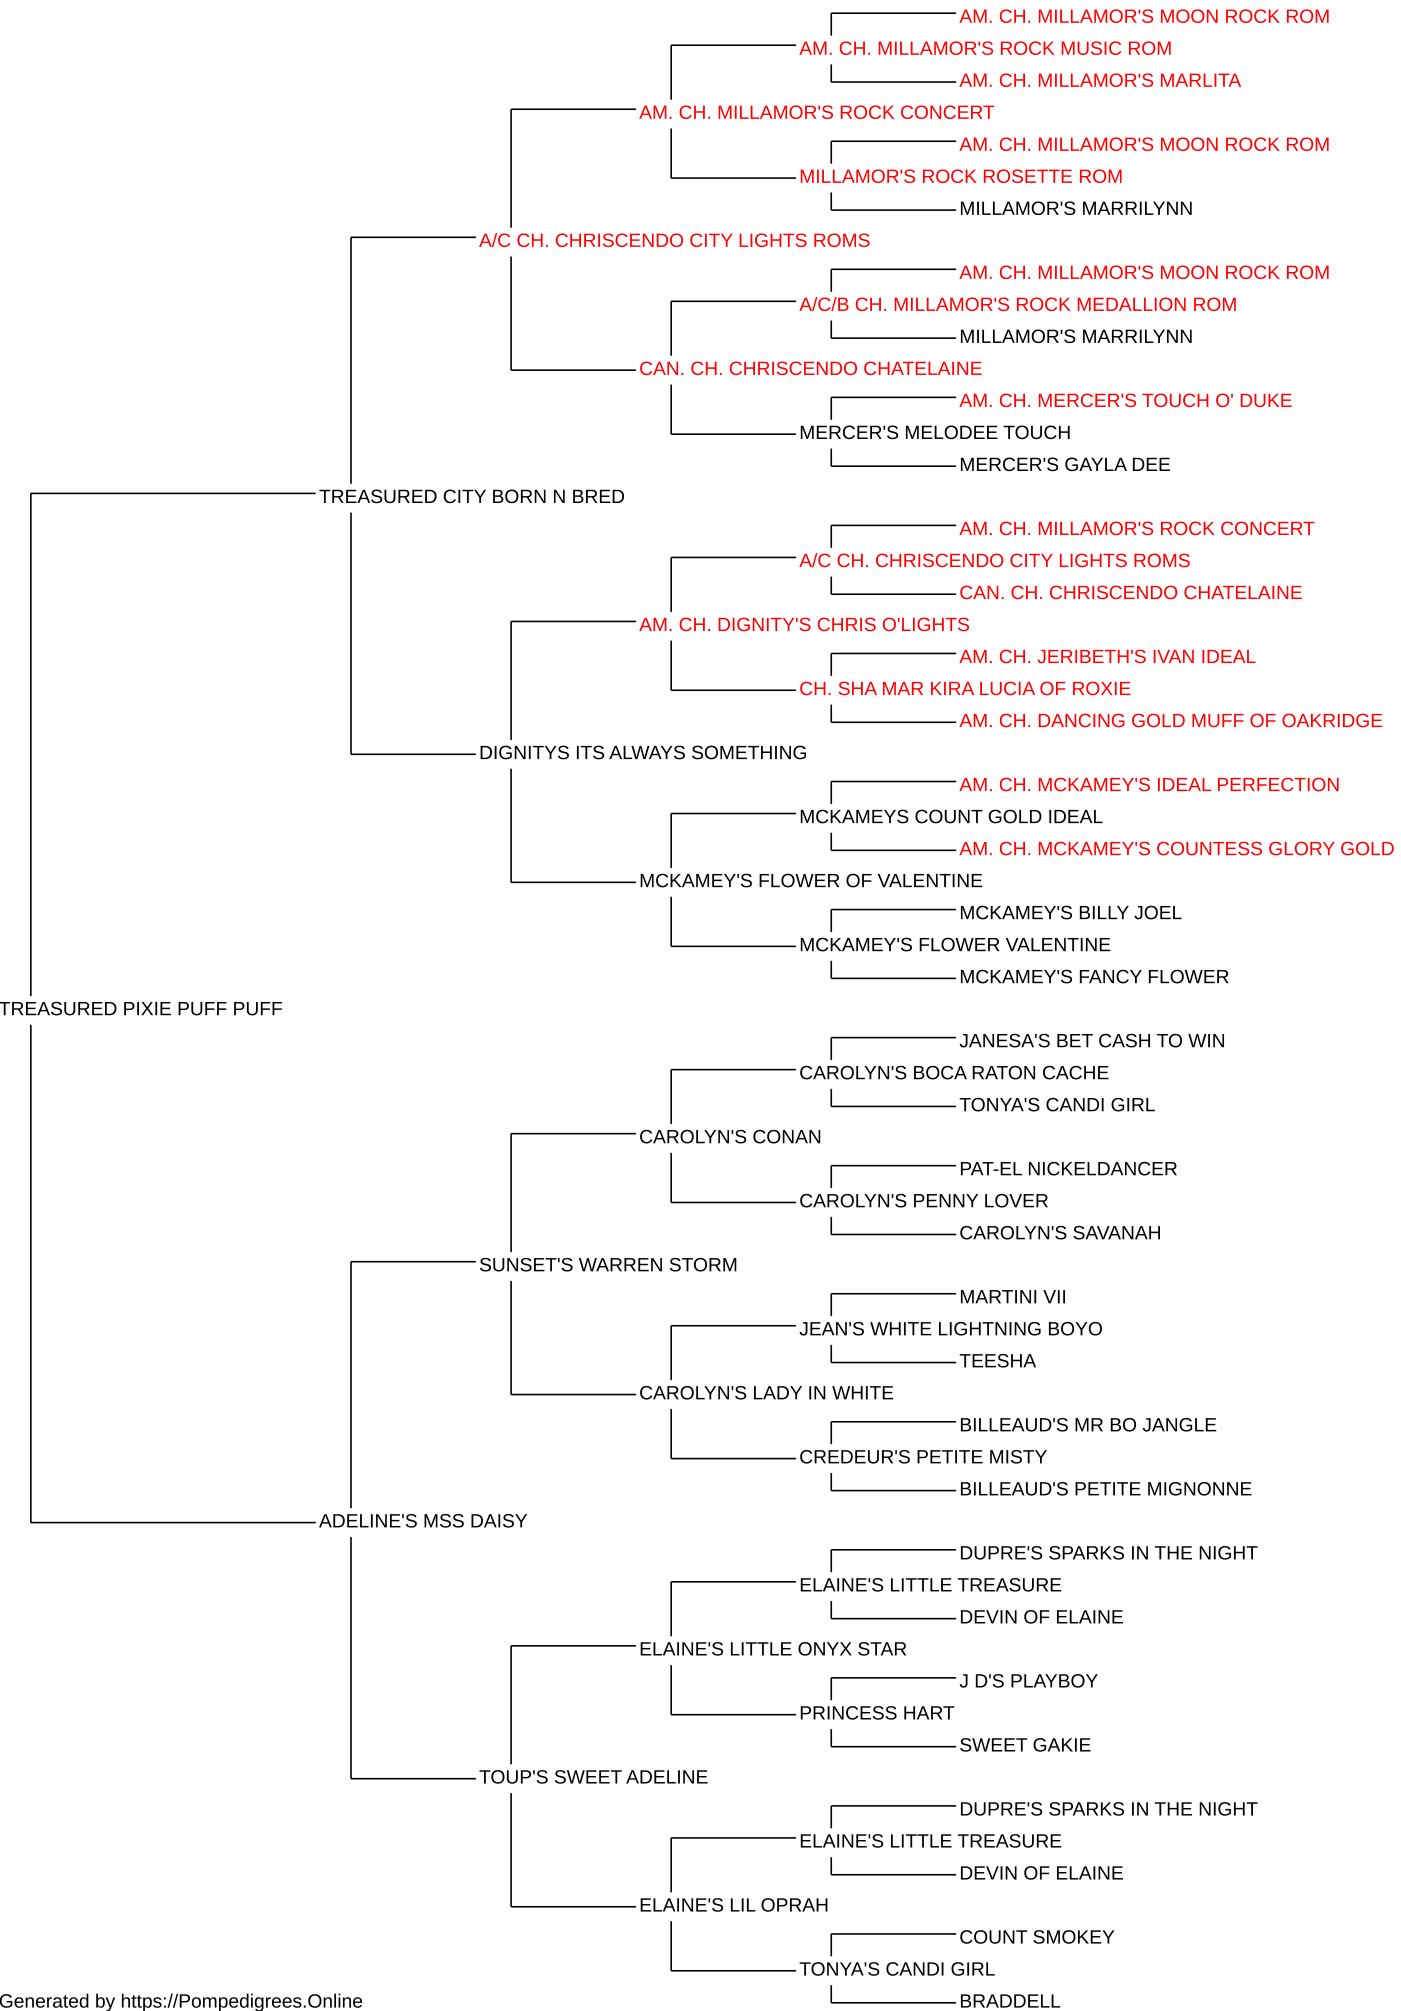 AM. CH. MILLAMOR'S MOON ROCK ROM
AM. CH. MILLAMOR'S ROCK MUSIC ROM
AM. CH. MILLAMOR'S MARLITA
AM. CH. MILLAMOR'S ROCK CONCERT
AM. CH. MILLAMOR'S MOON ROCK ROM
MILLAMOR'S ROCK ROSETTE ROM
MILLAMOR'S MARRILYNN
A/C CH. CHRISCENDO CITY LIGHTS ROMS
AM. CH. MILLAMOR'S MOON ROCK ROM
A/C/B CH. MILLAMOR'S ROCK MEDALLION ROM
MILLAMOR'S MARRILYNN
CAN. CH. CHRISCENDO CHATELAINE
AM. CH. MERCER'S TOUCH O' DUKE
MERCER'S MELODEE TOUCH
MERCER'S GAYLA DEE
TREASURED CITY BORN N BRED
AM. CH. MILLAMOR'S ROCK CONCERT
A/C CH. CHRISCENDO CITY LIGHTS ROMS
CAN. CH. CHRISCENDO CHATELAINE
AM. CH. DIGNITY'S CHRIS O'LIGHTS
AM. CH. JERIBETH'S IVAN IDEAL
CH. SHA MAR KIRA LUCIA OF ROXIE
AM. CH. DANCING GOLD MUFF OF OAKRIDGE
DIGNITYS ITS ALWAYS SOMETHING
AM. CH. MCKAMEY'S IDEAL PERFECTION
MCKAMEYS COUNT GOLD IDEAL
AM. CH. MCKAMEY'S COUNTESS GLORY GOLD
MCKAMEY'S FLOWER OF VALENTINE
MCKAMEY'S BILLY JOEL
MCKAMEY'S FLOWER VALENTINE
MCKAMEY'S FANCY FLOWER
TREASURED PIXIE PUFF PUFF
JANESA'S BET CASH TO WIN
CAROLYN'S BOCA RATON CACHE
TONYA'S CANDI GIRL
CAROLYN'S CONAN
PAT-EL NICKELDANCER
CAROLYN'S PENNY LOVER
CAROLYN'S SAVANAH
SUNSET'S WARREN STORM
MARTINI VII
JEAN'S WHITE LIGHTNING BOYO
TEESHA
CAROLYN'S LADY IN WHITE
BILLEAUD'S MR BO JANGLE
CREDEUR'S PETITE MISTY
BILLEAUD'S PETITE MIGNONNE
ADELINE'S MSS DAISY
DUPRE'S SPARKS IN THE NIGHT
ELAINE'S LITTLE TREASURE
DEVIN OF ELAINE
ELAINE'S LITTLE ONYX STAR
J D'S PLAYBOY
PRINCESS HART
SWEET GAKIE
TOUP'S SWEET ADELINE
DUPRE'S SPARKS IN THE NIGHT
ELAINE'S LITTLE TREASURE
DEVIN OF ELAINE
ELAINE'S LIL OPRAH
COUNT SMOKEY
TONYA'S CANDI GIRL
BRADDELL
Generated by https://Pompedigrees.Online